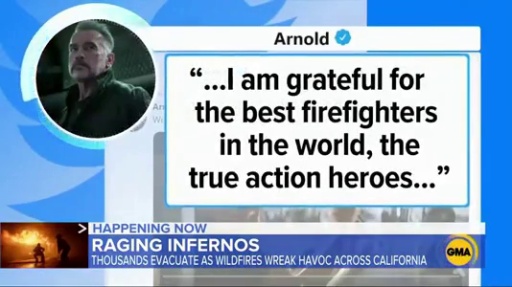 Arnold
“...I am grateful for
the best firefighters
in the world, the
true action heroes...”
HAPPENING NOW
RAGING INFERNOS
THOUSANDS EVACUATE AS WILDFIRES WREAK HAVOC ACROSS CALIFORNIA
GMA